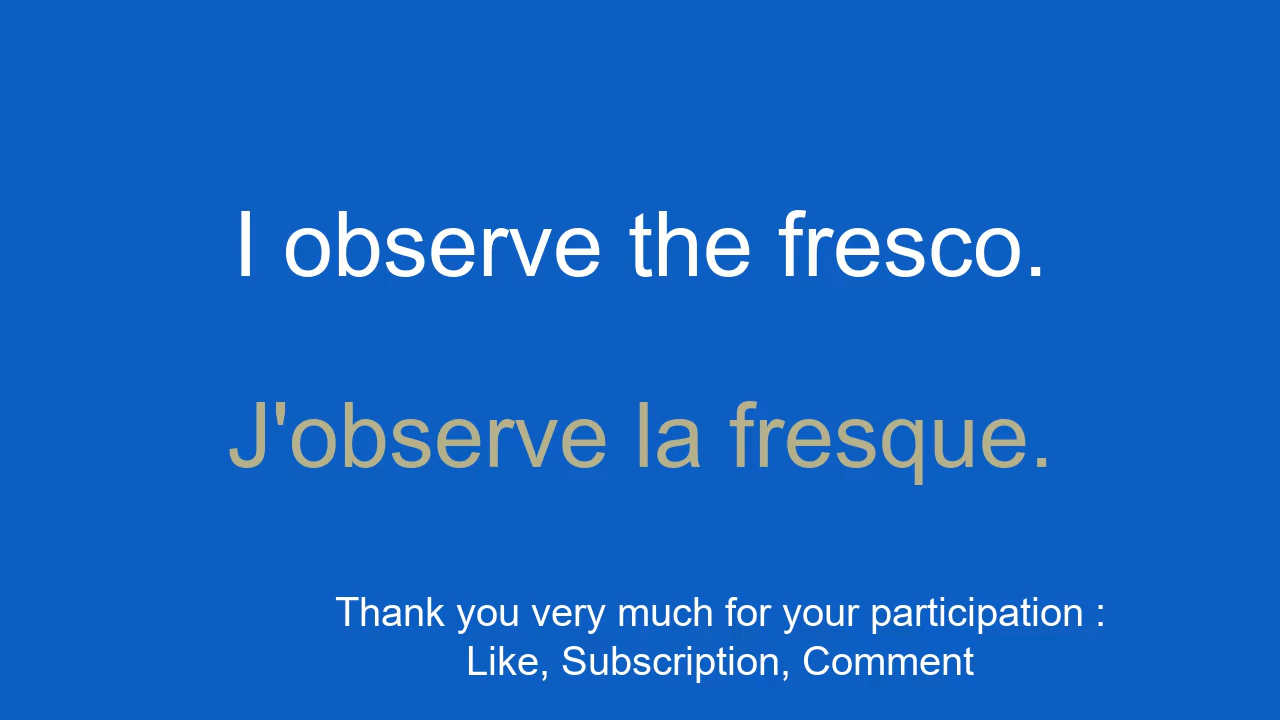 I observe the fresco.
J'observe la fresque.
Thank you very much for your participation :
Like, Subscription, Comment